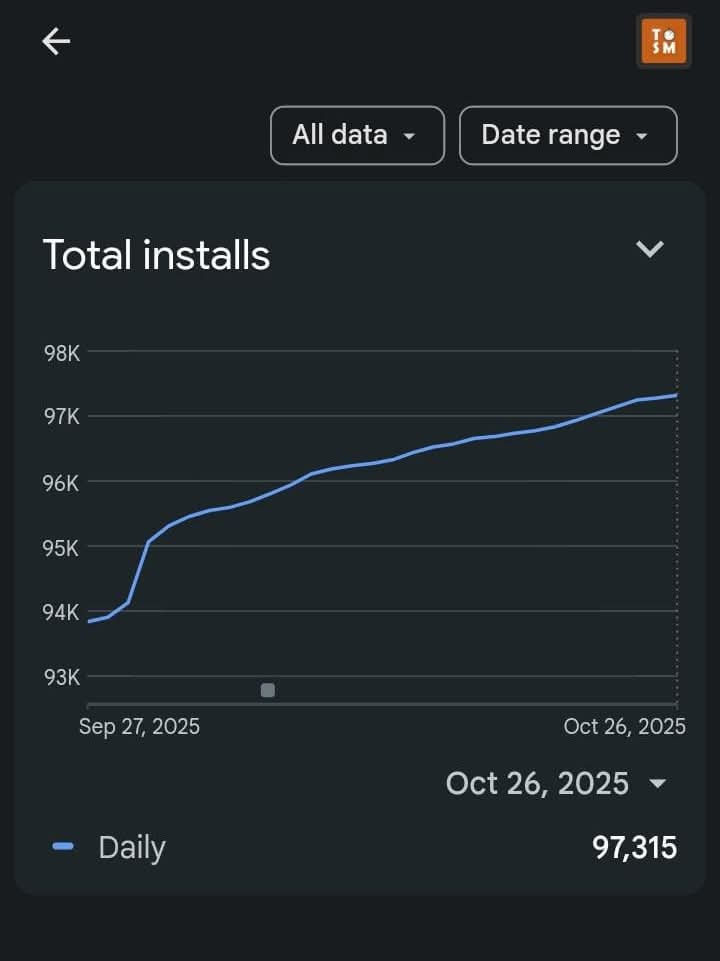 TO
SM
All data
Date range
Total installs
98K
97K
96K
95K
94K
93K
Sep 27, 2025 Oct 26, 2025
Oct 26, 2025
Daily 97,315